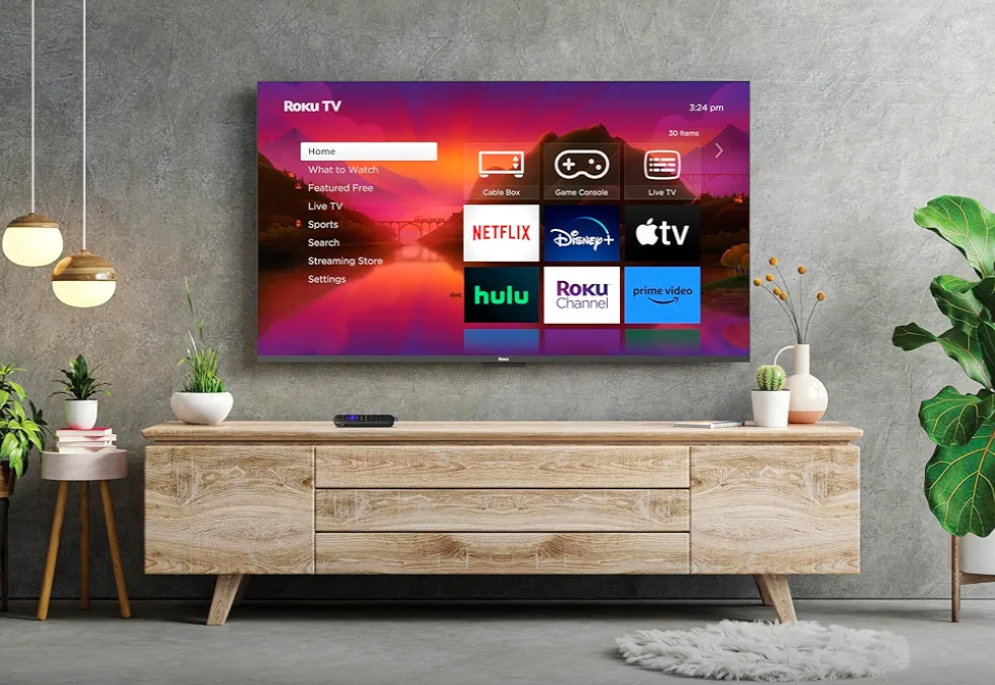 Roku TV
3:24 pm
30 Items
Home
What to Watch
Featured Free
Live TV
Sports
Search
Streaming Store
Settings
Cable Box
Game Console
Live TV
NETFLIX
Disney+
tv
hulu
Roku
Channel
prime video
Roku